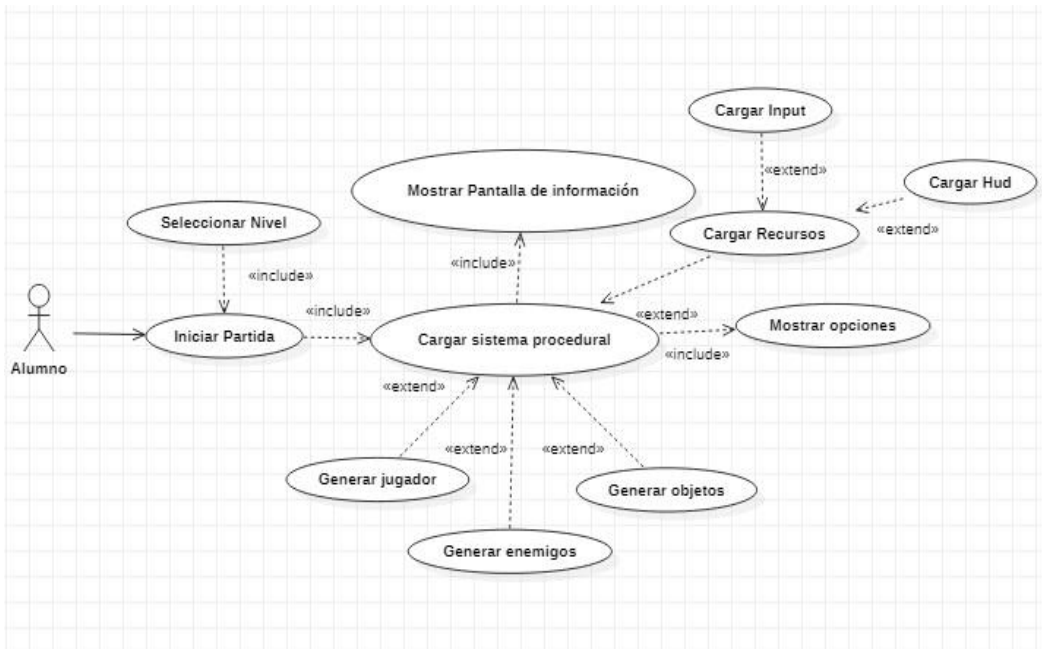 Cargar Input
«extend»
Mostrar Pantalla de información
Cargar Hud
«extend»
Seleccionar Nivel
Cargar Recursos
«include»
«include»
«include»
«extend»
Alumno
Iniciar Partida
Cargar sistema procedural
Mostrar opciones
«include»
«extend»
«extend»
«extend»
Generar jugador
Generar objetos
Generar enemigos